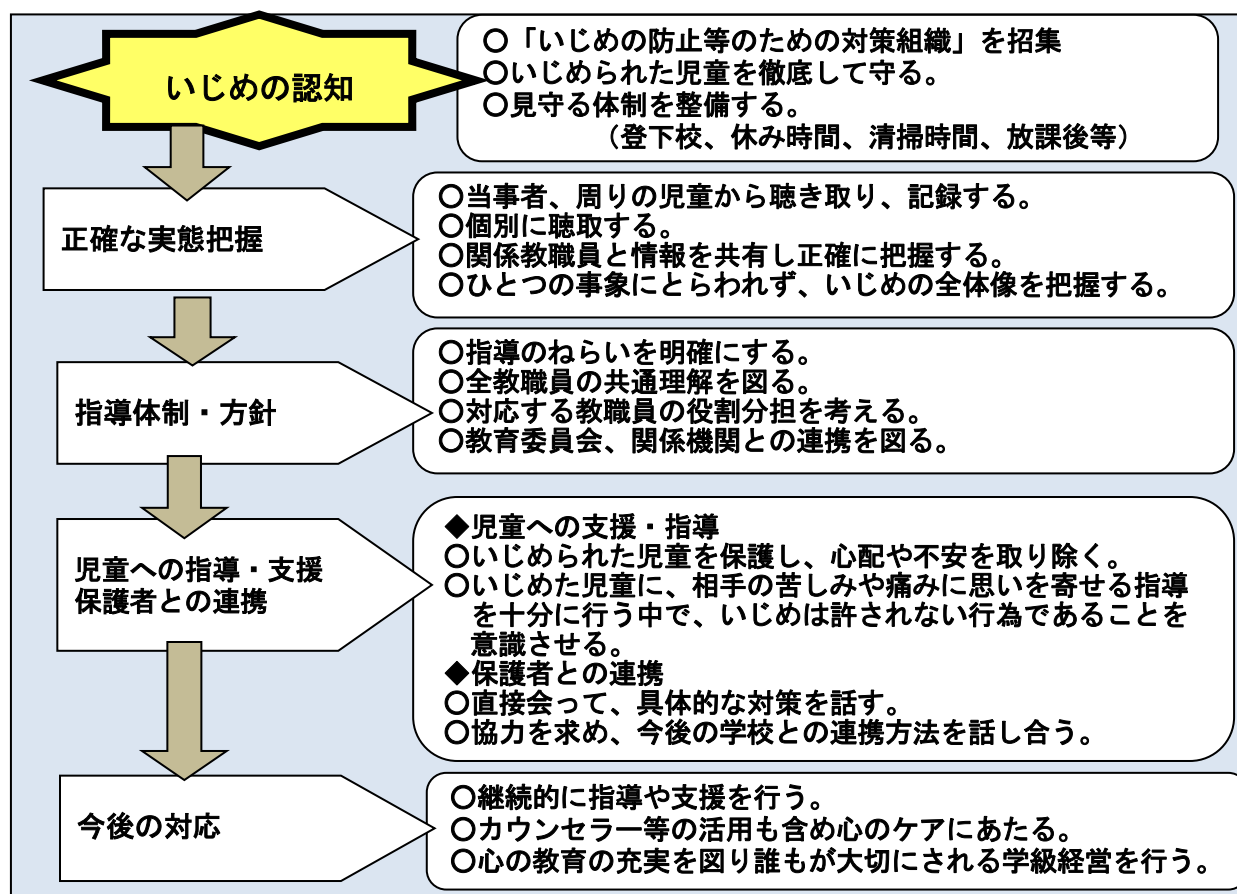 いじめの認知
〇「いじめの防止等のための対策組織」を招集
〇いじめられた児童を徹底して守る。
〇見守る体制を整備する。
（登下校、休み時間、清掃時間、放課後等）
正確な実態把握
〇当事者、周りの児童から聴き取り、記録する。
〇個別に聴取する。
〇関係教職員と情報を共有し正確に把握する。
〇ひとつの事象にとらわれず、いじめの全体像を把握する。
指導体制・方針
〇指導のねらいを明確にする。
〇全教職員の共通理解を図る。
〇対応する教職員の役割分担を考える。
〇教育委員会、関係機関との連携を図る。
児童への指導・支援
保護者との連携
◆児童への支援・指導
〇いじめられた児童を保護し、心配や不安を取り除く。
〇いじめた児童に、相手の苦しみや痛みに思いを寄せる指導
を十分に行う中で、いじめは許されない行為であることを
意識させる。
◆保護者との連携
〇直接会って、具体的な対策を話す。
〇協力を求め、今後の学校との連携方法を話し合う。
今後の対応
〇継続的に指導や支援を行う。
〇カウンセラー等の活用も含め心のケアにあたる。
〇心の教育の充実を図り誰もが大切にされる学級経営を行う。